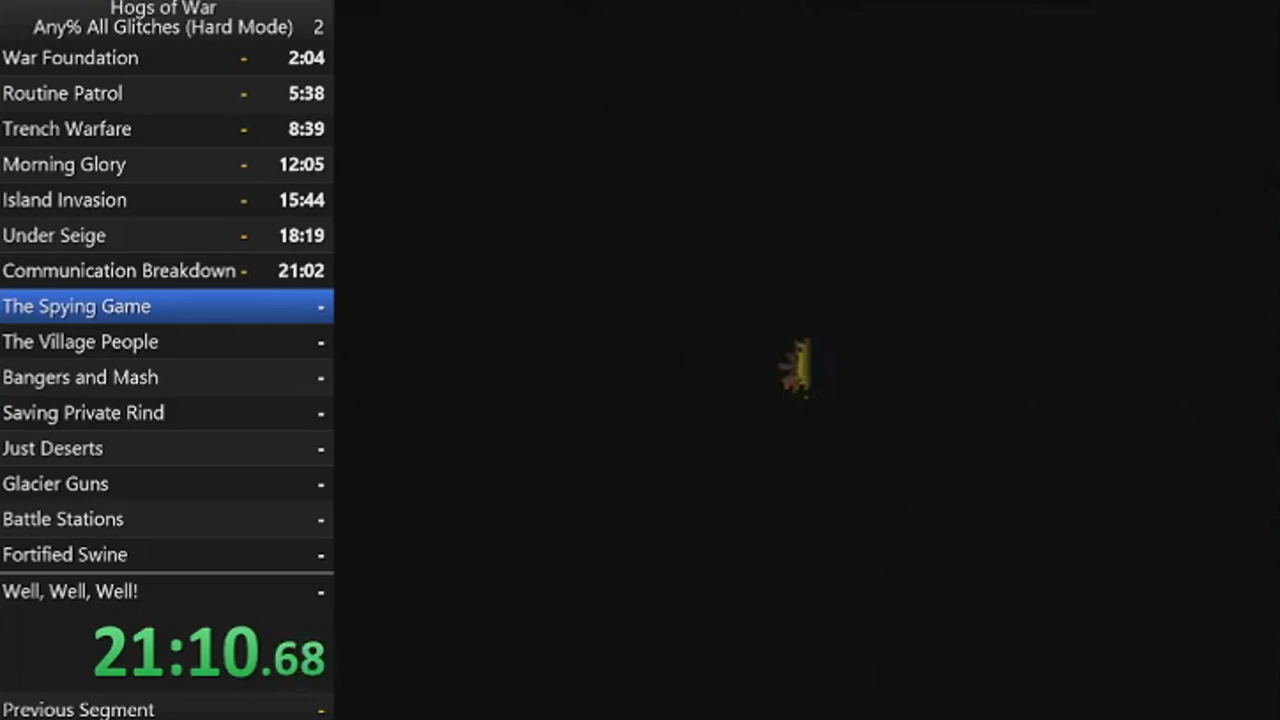 Hogs of War
Any% All Glitches (Hard Mode) 2
War Foundation - 2:04
Routine Patrol - 5:38
Trench Warfare - 8:39
Morning Glory - 12:05
Island Invasion - 15:44
Under Seige - 18:19
Communication Breakdown - 21:02
The Spying Game -
The Village People -
Bangers and Mash -
Saving Private Rind -
Just Deserts -
Glacier Guns -
Battle Stations -
Fortified Swine -
Well, Well, Well! -
21:10.68
Previous Segment -